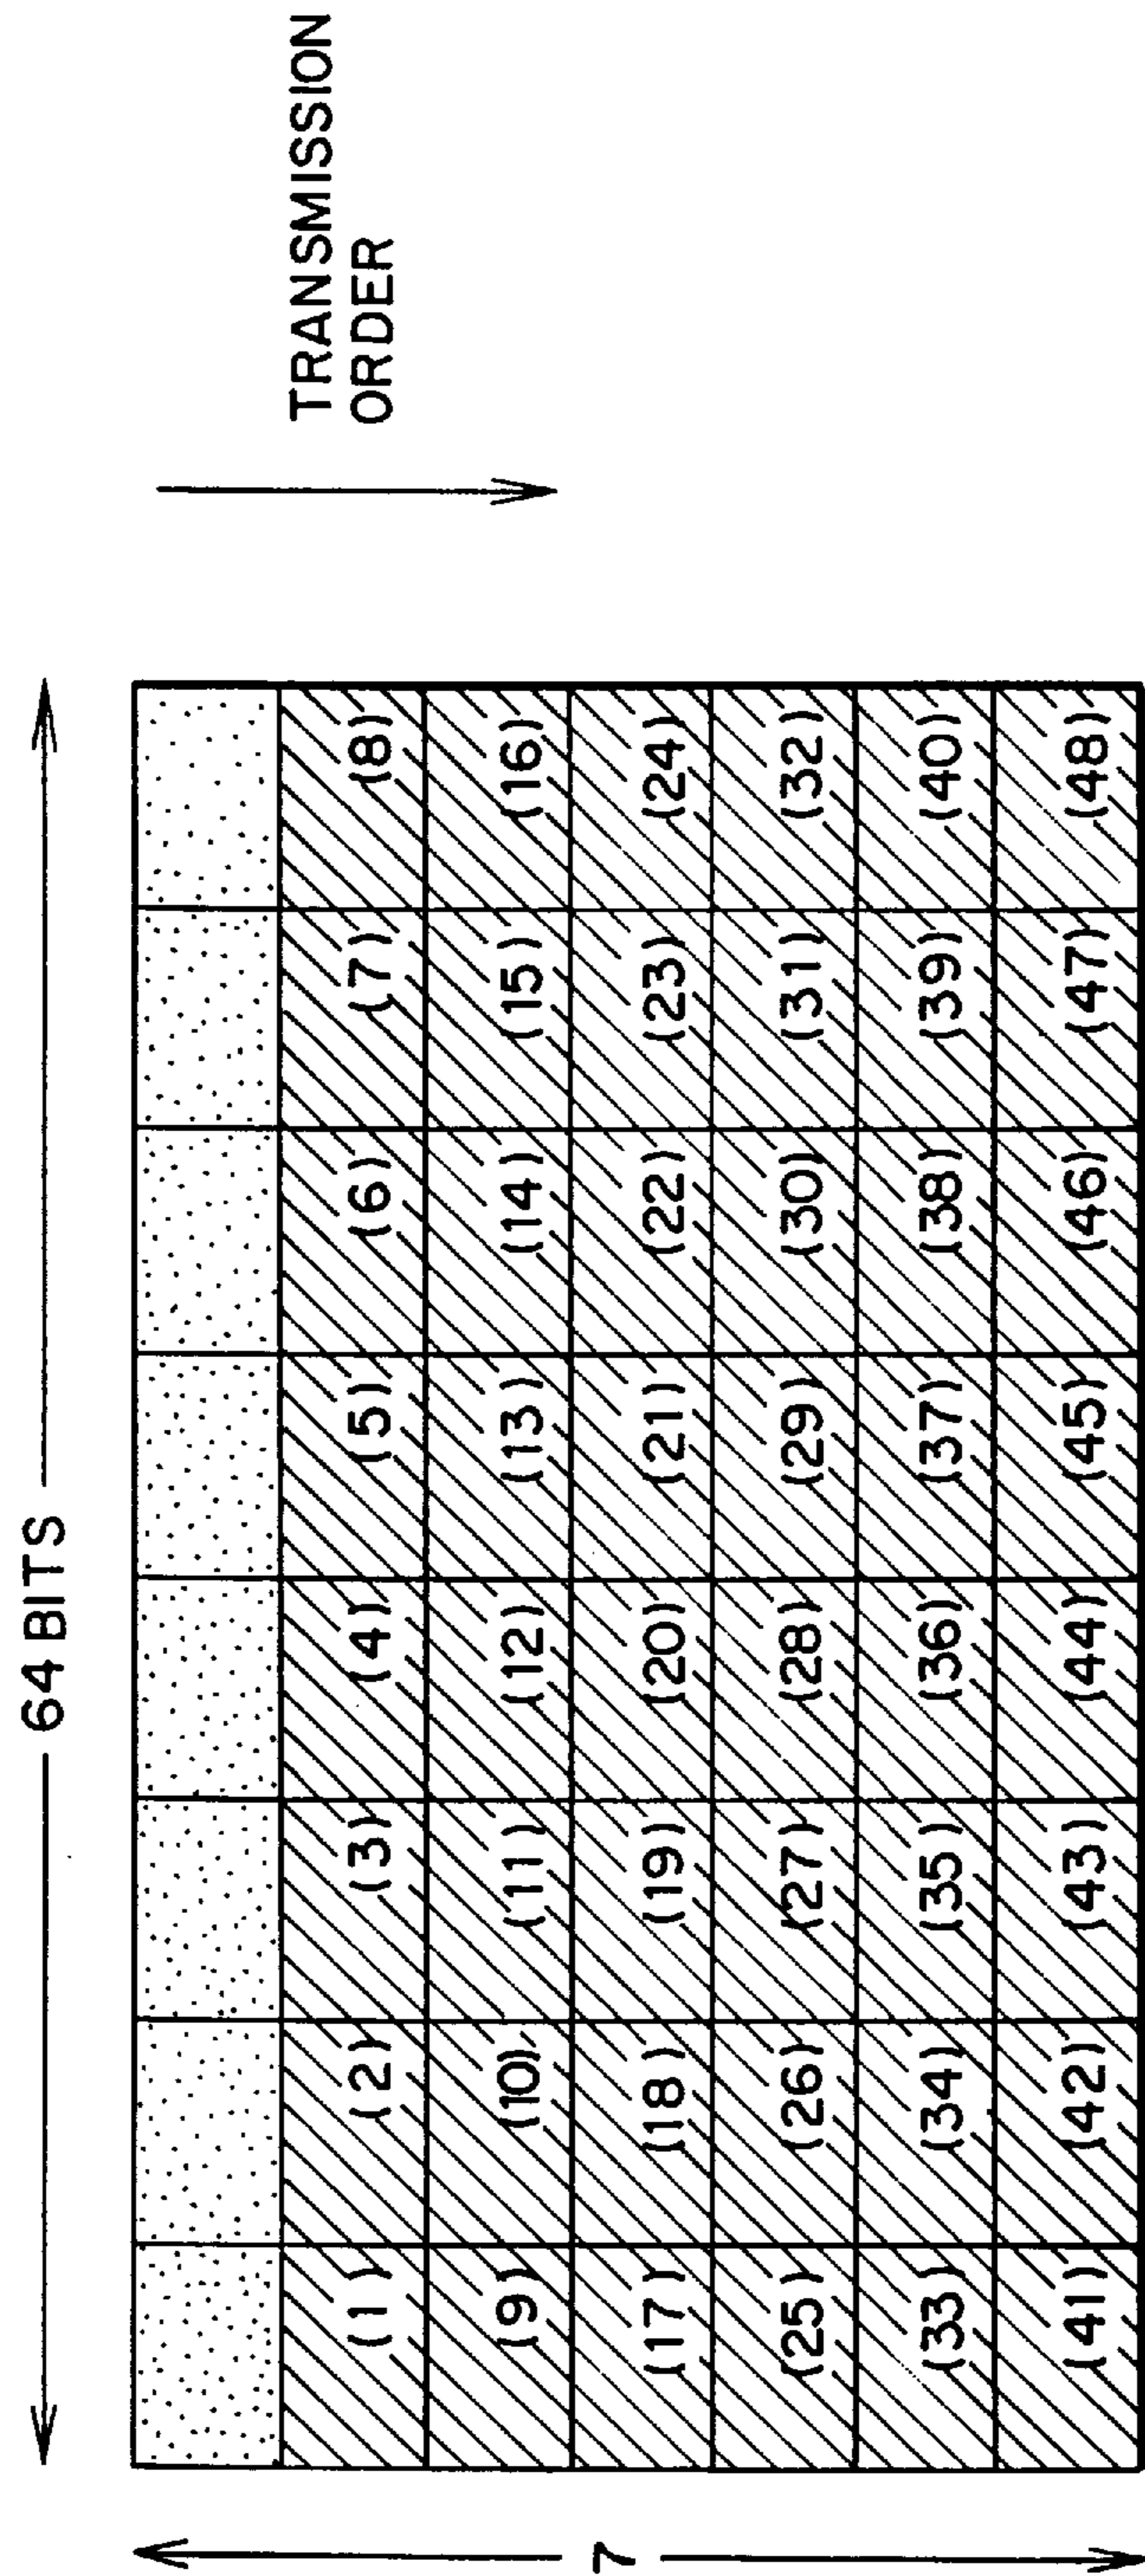 64 BITS
TRANSMISSION
ORDER
7
(1) (2) (3) (4) (5) (6) (7) (8)
(9) (10) (11) (12) (13) (14) (15) (16)
(17) (18) (19) (20) (21) (22) (23) (24)
(25) (26) (27) (28) (29) (30) (31) (32)
(33) (34) (35) (36) (37) (38) (39) (40)
(41) (42) (43) (44) (45) (46) (47) (48)